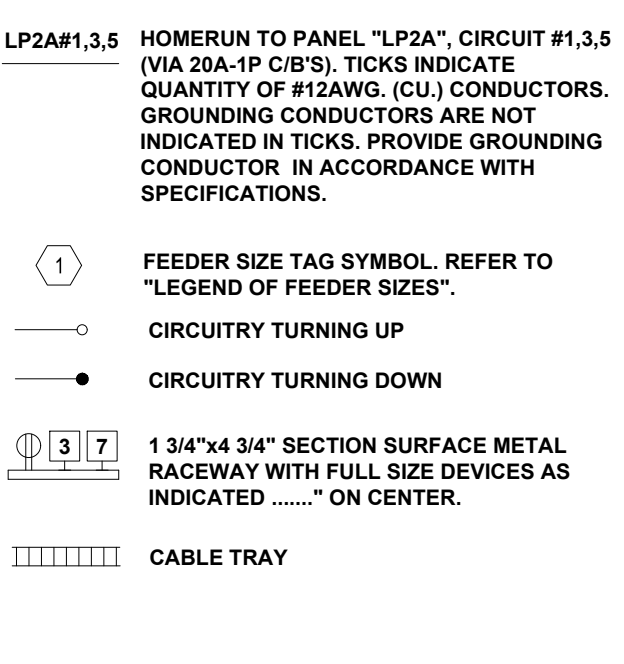 LP2A#1,3,5 HOMERUN TO PANEL "LP2A", CIRCUIT #1,3,5
(VIA 20A-1P C/B'S). TICKS INDICATE
QUANTITY OF #12AWG. (CU.) CONDUCTORS.
GROUNDING CONDUCTORS ARE NOT
INDICATED IN TICKS. PROVIDE GROUNDING
CONDUCTOR IN ACCORDANCE WITH
SPECIFICATIONS.
1 FEEDER SIZE TAG SYMBOL. REFER TO
"LEGEND OF FEEDER SIZES".
CIRCUITRY TURNING UP
CIRCUITRY TURNING DOWN
3 7 1 3/4"x4 3/4" SECTION SURFACE METAL
RACEWAY WITH FULL SIZE DEVICES AS
INDICATED ......." ON CENTER.
CABLE TRAY